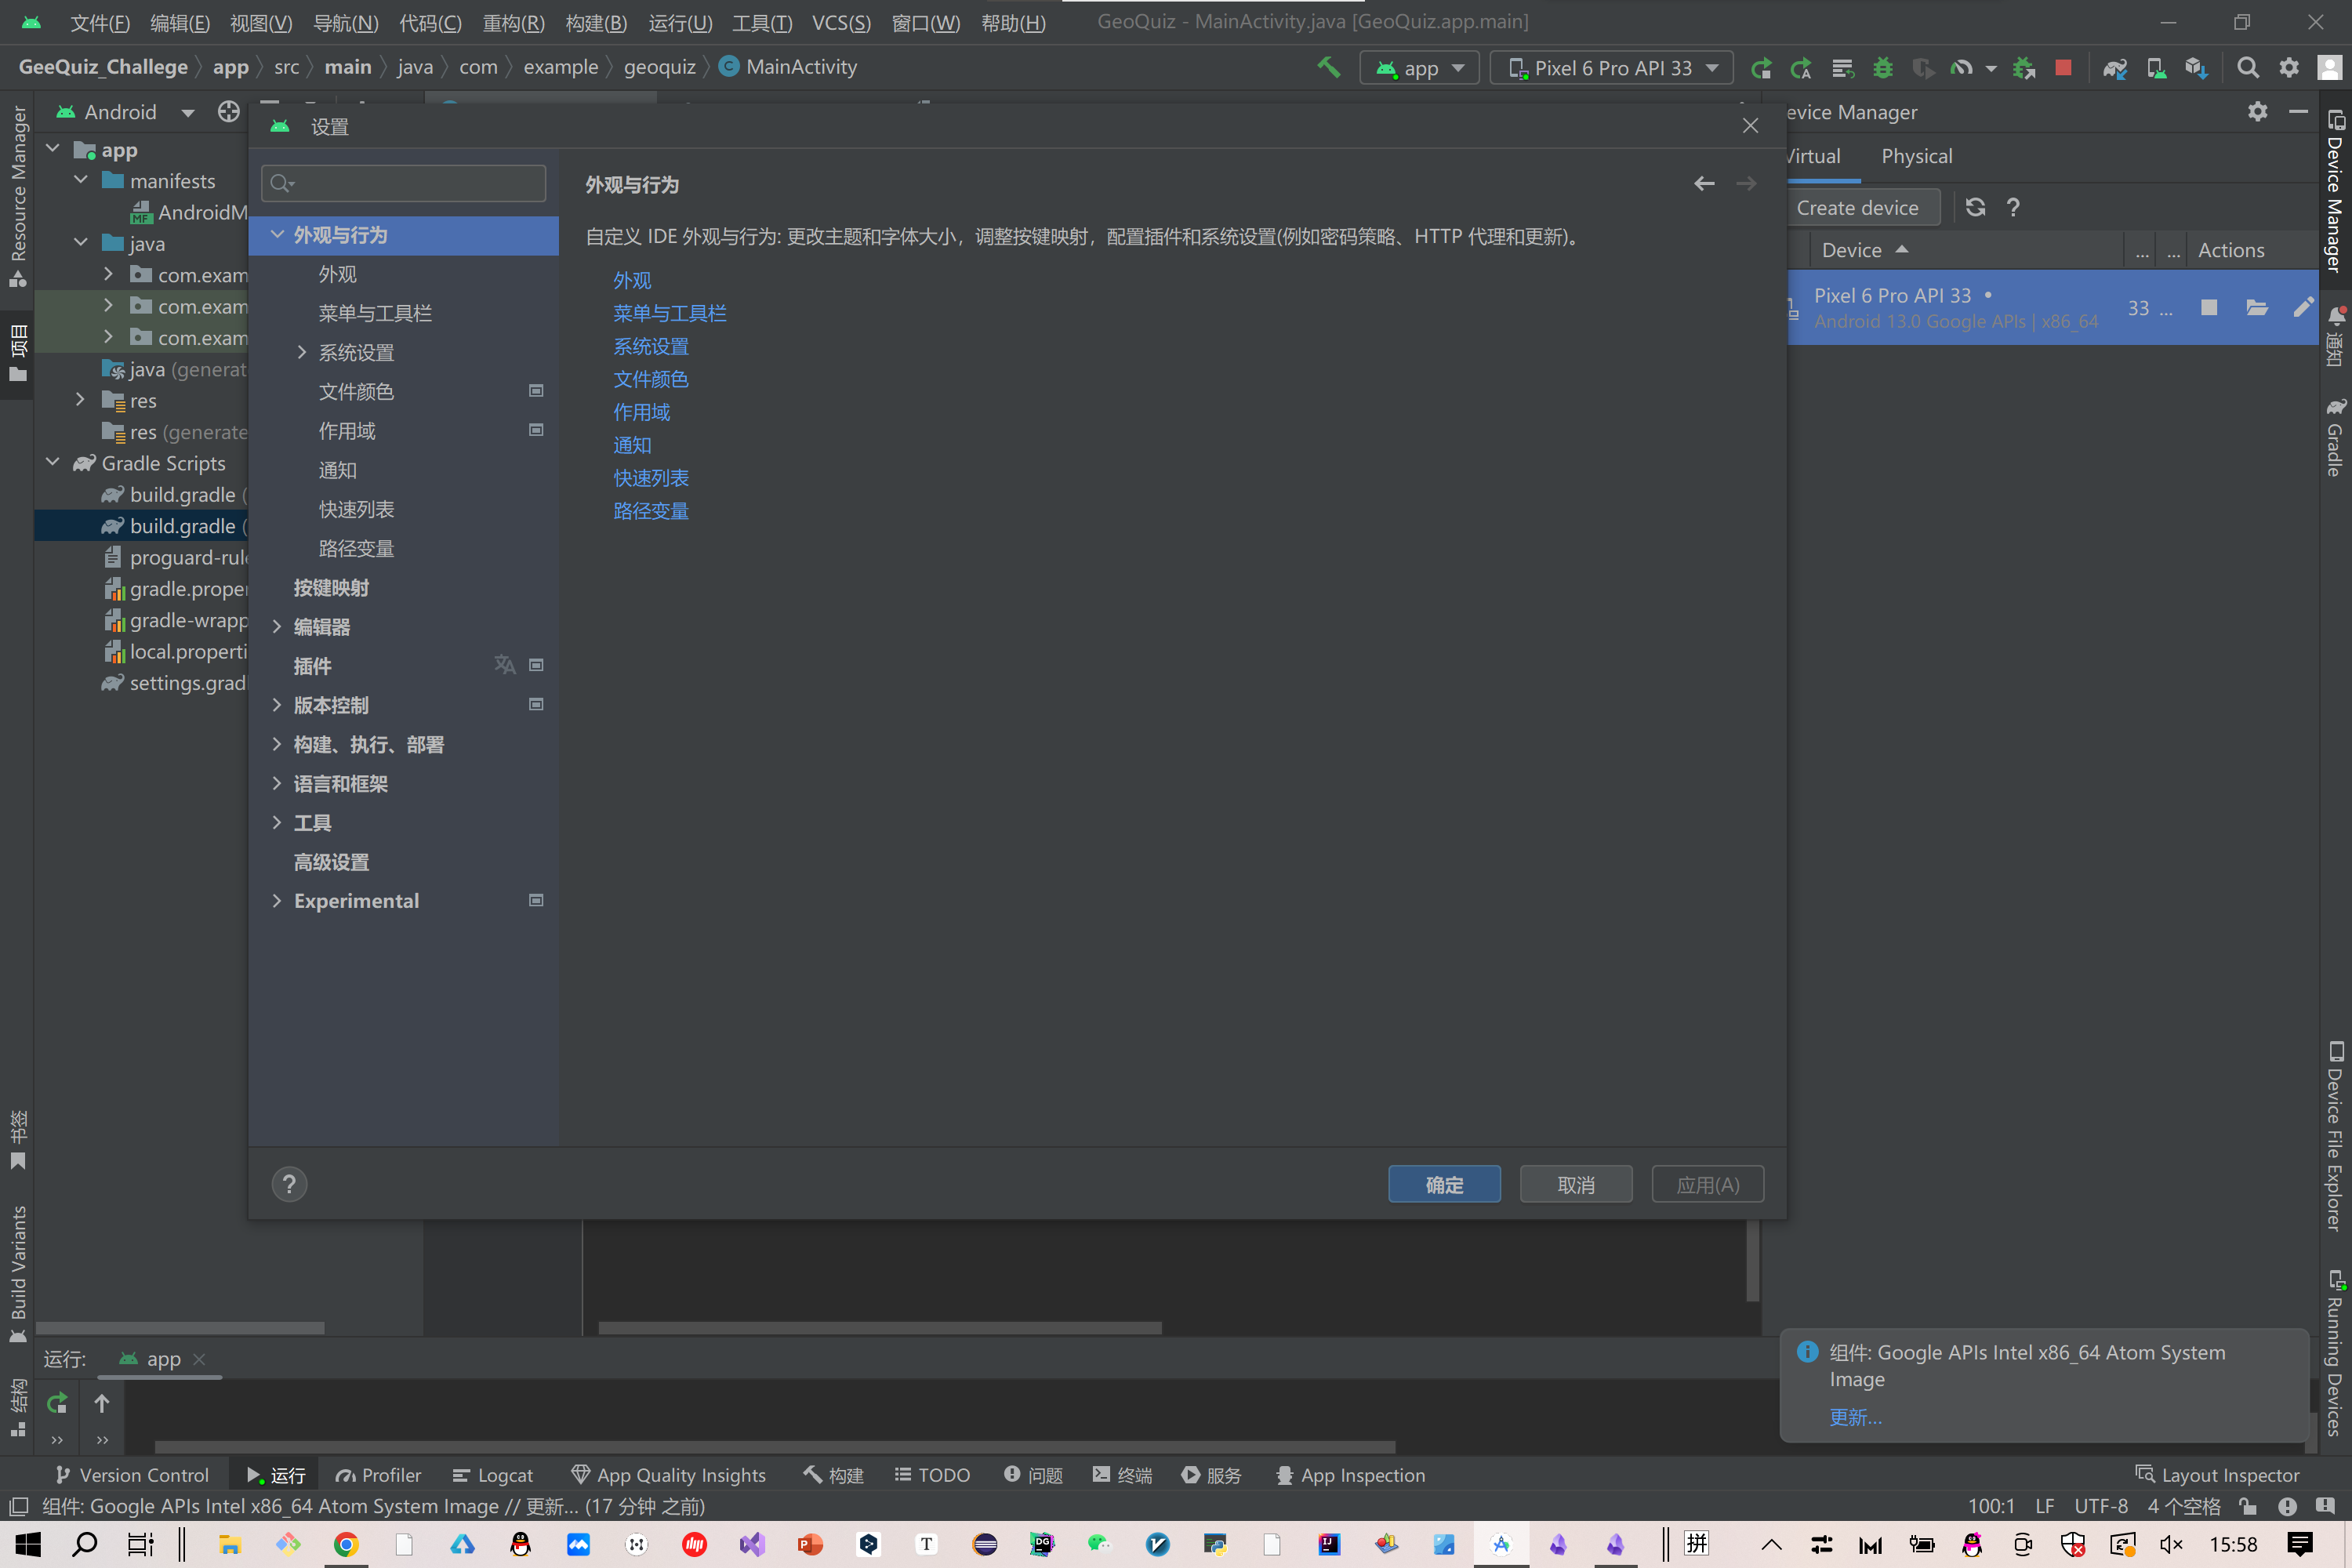 文件(F) 编辑(E) 视图(V) 导航(N) 代码(C) 重构(R) 构建(B) 运行(U) 工具(T) VCS(S) 窗口(W) 帮助(H) GeoQuiz - MainActivity.java [GeoQuiz.app.main]
GeeQuiz_Challege app src main java com example geoquiz MainActivity app Pixel 6 Pro API 33
Resource Manager
项目
书签
Build Variants
结构
Android
app
manifests
AndroidM
java
com.exam
com.exam
com.exam
java (generat
res
res (generate
Gradle Scripts
build.gradle (
build.gradle (
proguard-rule
gradle.proper
gradle-wrapp
local.properti
settings.gradl
设置
外观与行为
外观
菜单与工具栏
系统设置
文件颜色
作用域
通知
快速列表
路径变量
按键映射
编辑器
插件
版本控制
构建、执行、部署
语言和框架
工具
高级设置
Experimental
外观与行为
自定义 IDE 外观与行为: 更改主题和字体大小，调整按键映射，配置插件和系统设置(例如密码策略、HTTP 代理和更新)。
外观
菜单与工具栏
系统设置
文件颜色
作用域
通知
快速列表
路径变量
?
确定 取消 应用(A)
evice Manager
Virtual Physical
Create device ?
Device ... ... Actions
Pixel 6 Pro API 33
Android 13.0 Google APIs | x86_64
33 ...
Device Manager
通知
Gradle
Device File Explorer
Running Devices
运行: app
组件: Google APIs Intel x86_64 Atom System
Image
更新...
Version Control 运行 Profiler Logcat App Quality Insights 构建 TODO 问题 终端 服务 App Inspection Layout Inspector
组件: Google APIs Intel x86_64 Atom System Image // 更新... (17 分钟 之前) 100:1 LF UTF-8 4 个空格
拼 15:58